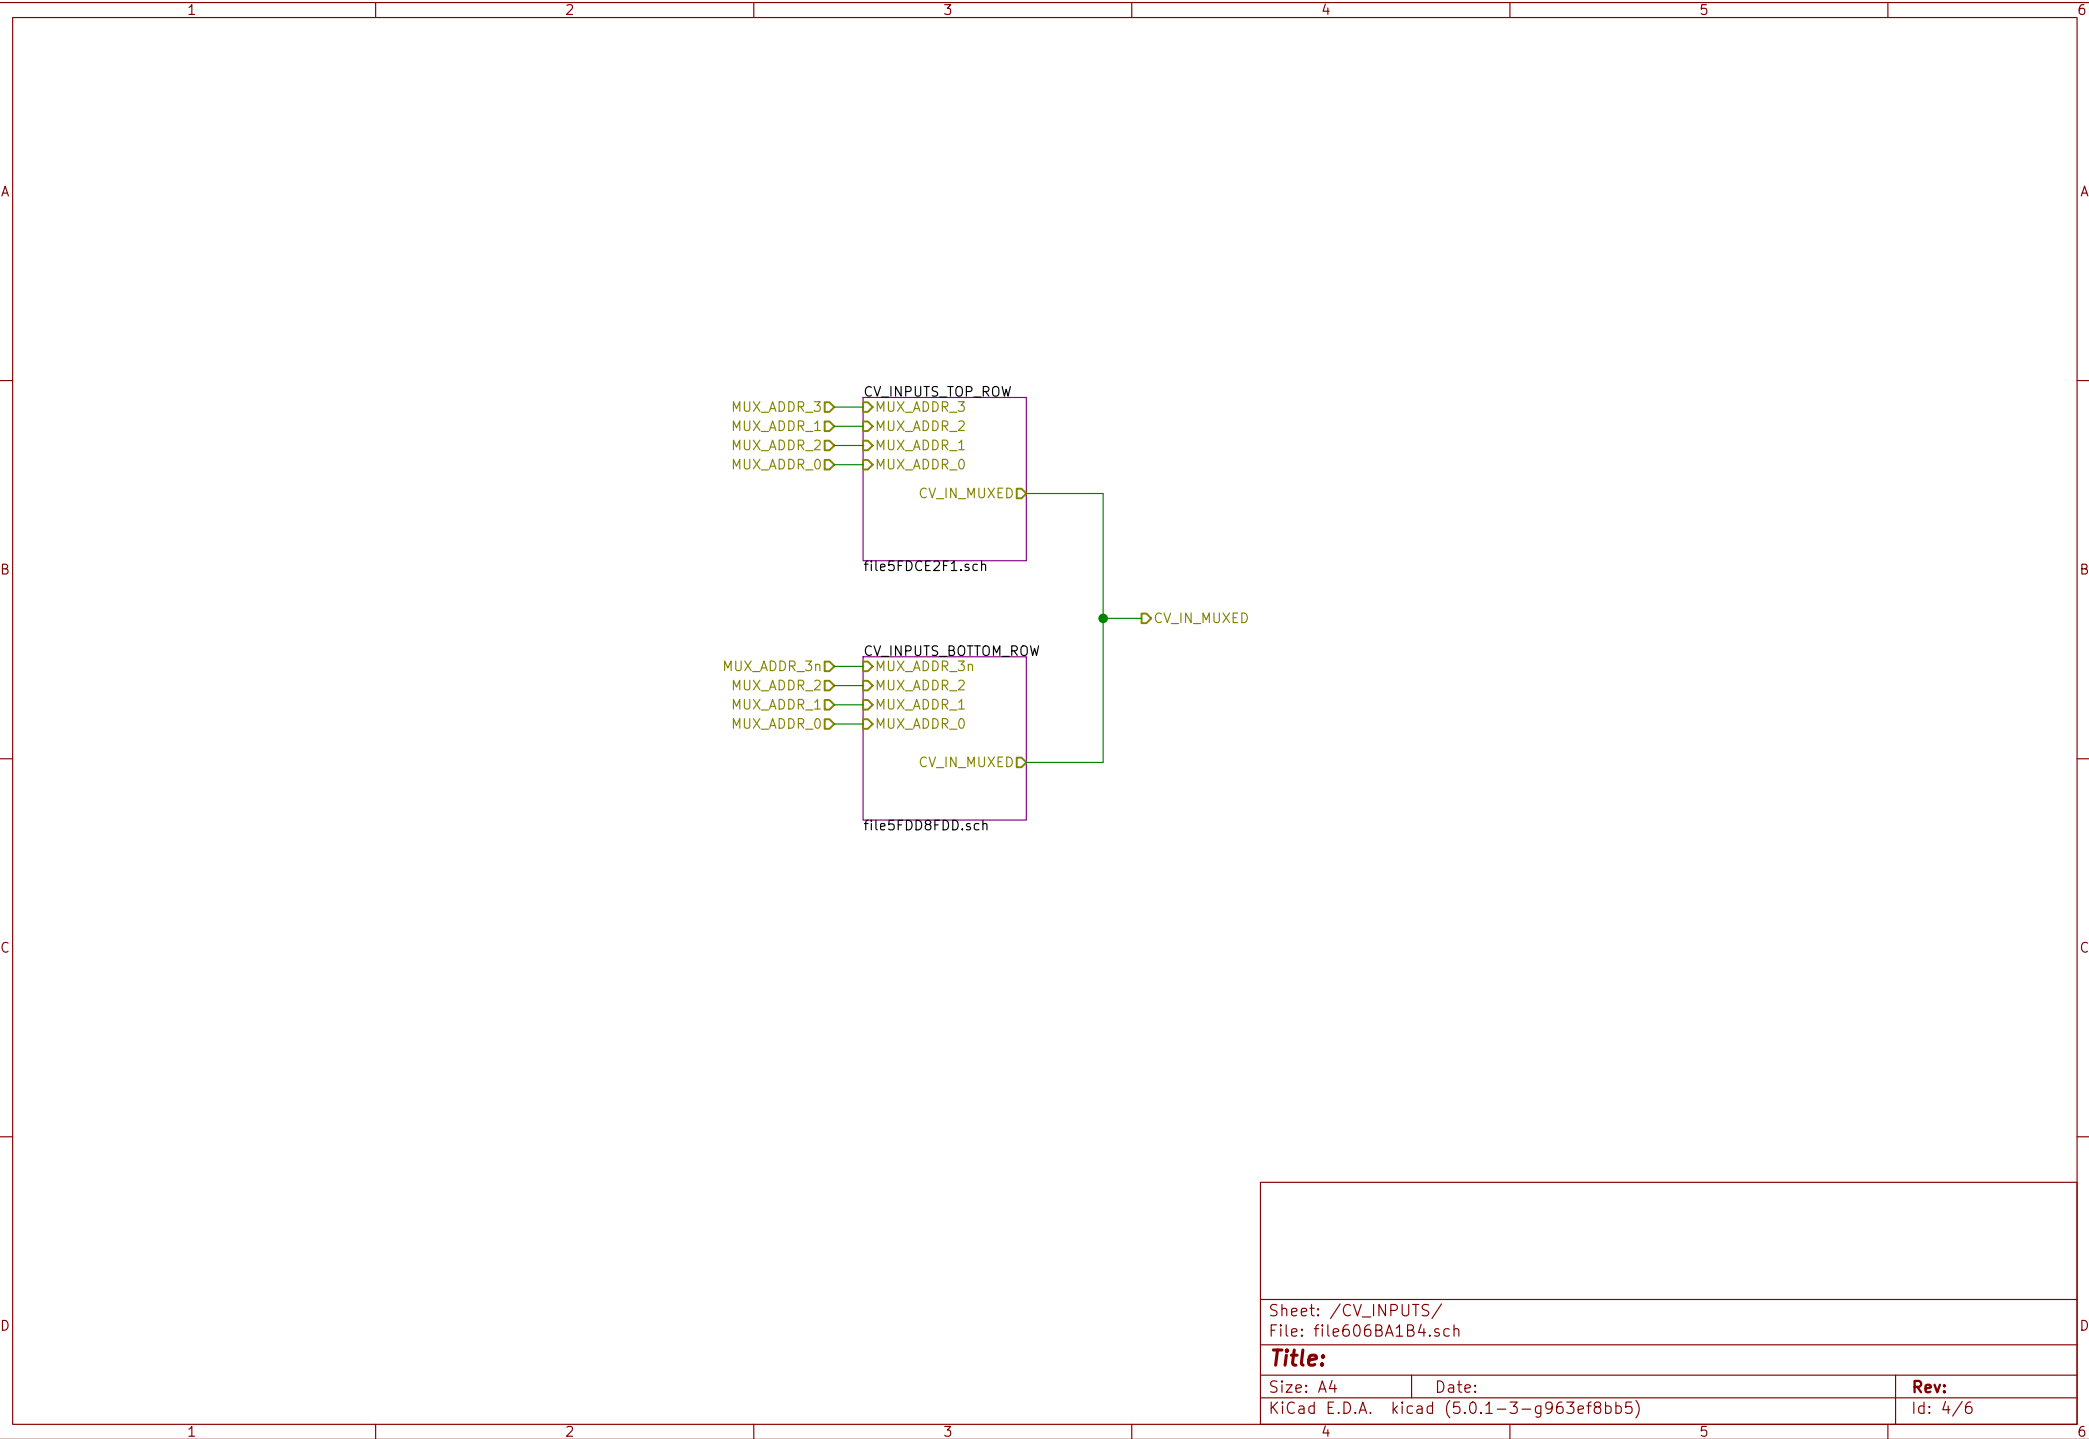 1 2 3 4 5 6
A A
CV_INPUTS_TOP_ROW
MUX_ADDR_3 MUX_ADDR_3
MUX_ADDR_1 MUX_ADDR_2
MUX_ADDR_2 MUX_ADDR_1
MUX_ADDR_0 MUX_ADDR_0
CV_IN_MUXED
file5FDCE2F1.sch
B B
CV_IN_MUXED
CV_INPUTS_BOTTOM_ROW
MUX_ADDR_3n MUX_ADDR_3n
MUX_ADDR_2 MUX_ADDR_2
MUX_ADDR_1 MUX_ADDR_1
MUX_ADDR_0 MUX_ADDR_0
CV_IN_MUXED
file5FDD8FDD.sch
C C
Sheet: /CV_INPUTS/
D D
File: file606BA1B4.sch
Title:
Size: A4 Date: Rev:
KiCad E.D.A. kicad (5.0.1-3-g963ef8bb5) Id: 4/6
1 2 3 4 5 6